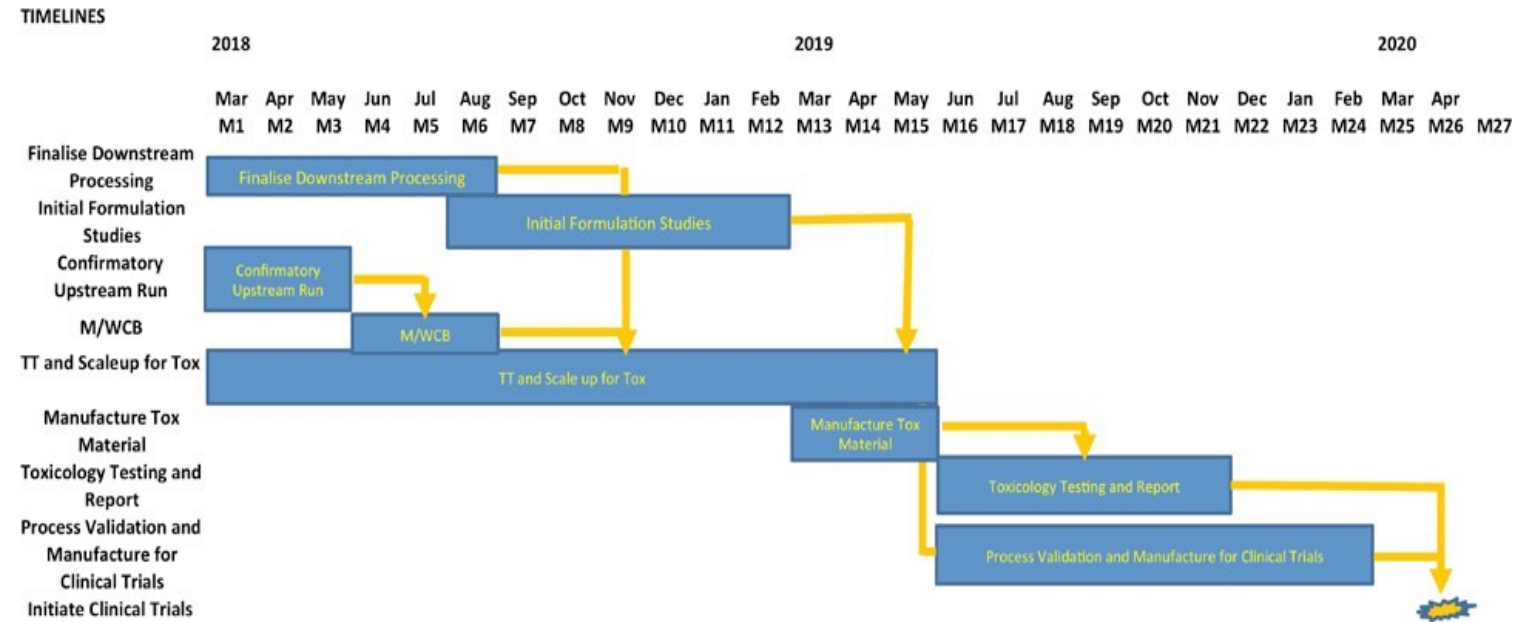 TIMELINES
2018 2019 2020
Mar Apr May Jun Jul Aug Sep Oct Nov Dec Jan Feb Mar Apr May Jun Jul Aug Sep Oct Nov Dec Jan Feb Mar Apr
M1 M2 M3 M4 M5 M6 M7 M8 M9 M10 M11 M12 M13 M14 M15 M16 M17 M18 M19 M20 M21 M22 M23 M24 M25 M26 M27
Finalise Downstream
Processing
Finalise Downstream Processing
Initial Formulation
Studies
Initial Formulation Studies
Confirmatory
Upstream Run
Confirmatory
Upstream Run
M/WCB
M/WCB
TT and Scaleup for Tox
TT and Scale up for Tox
Manufacture Tox
Material
Manufacture Tox
Material
Toxicology Testing and
Report
Toxicology Testing and Report
Process Validation and
Manufacture for
Clinical Trials
Process Validation and Manufacture for Clinical Trials
Initiate Clinical Trials